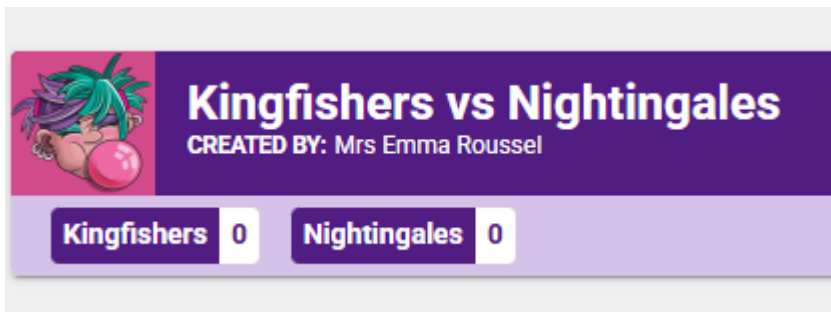 Kingfishers vs Nightingales
CREATED BY: Mrs Emma Roussel
Kingfishers 0 Nightingales 0